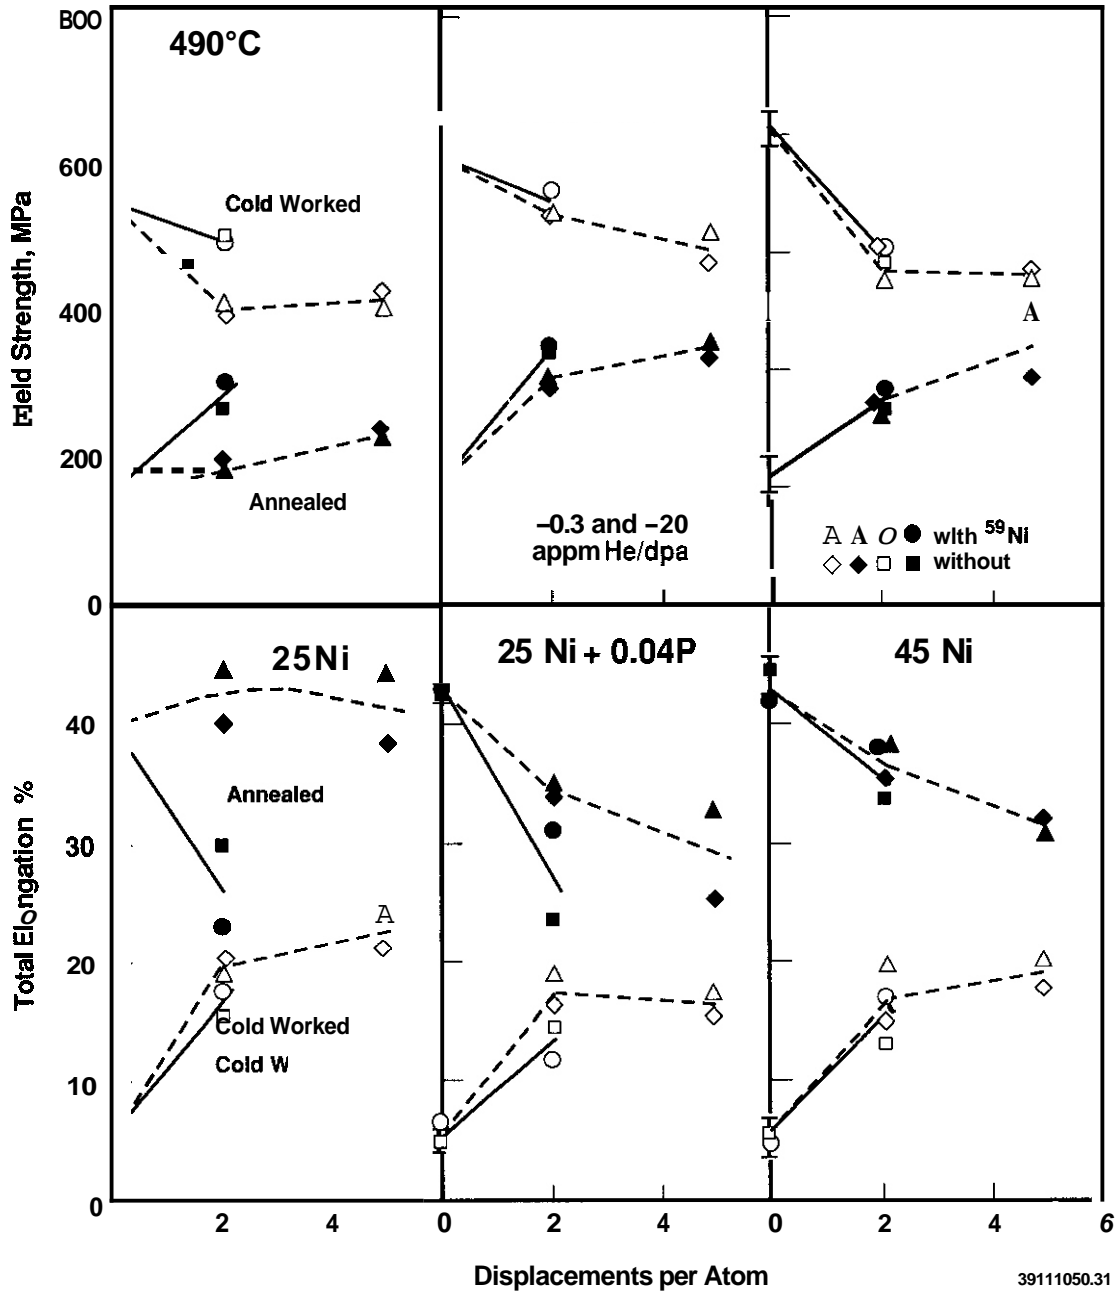 B00
490°C
600
Cold Worked
400
200
Annealed
0
Yield Strength, MPa
–0.3 and –20
appm He/dpa
A A O ● wlth 59Ni
without
25Ni
25 Ni + 0.04P
45 Ni
40
Annealed
30
20
Cold Worked
Cold W
10
0
Total Elongation %
2 4 0 2 4 0 2 4 6
Displacements per Atom
39111050.31
A
A